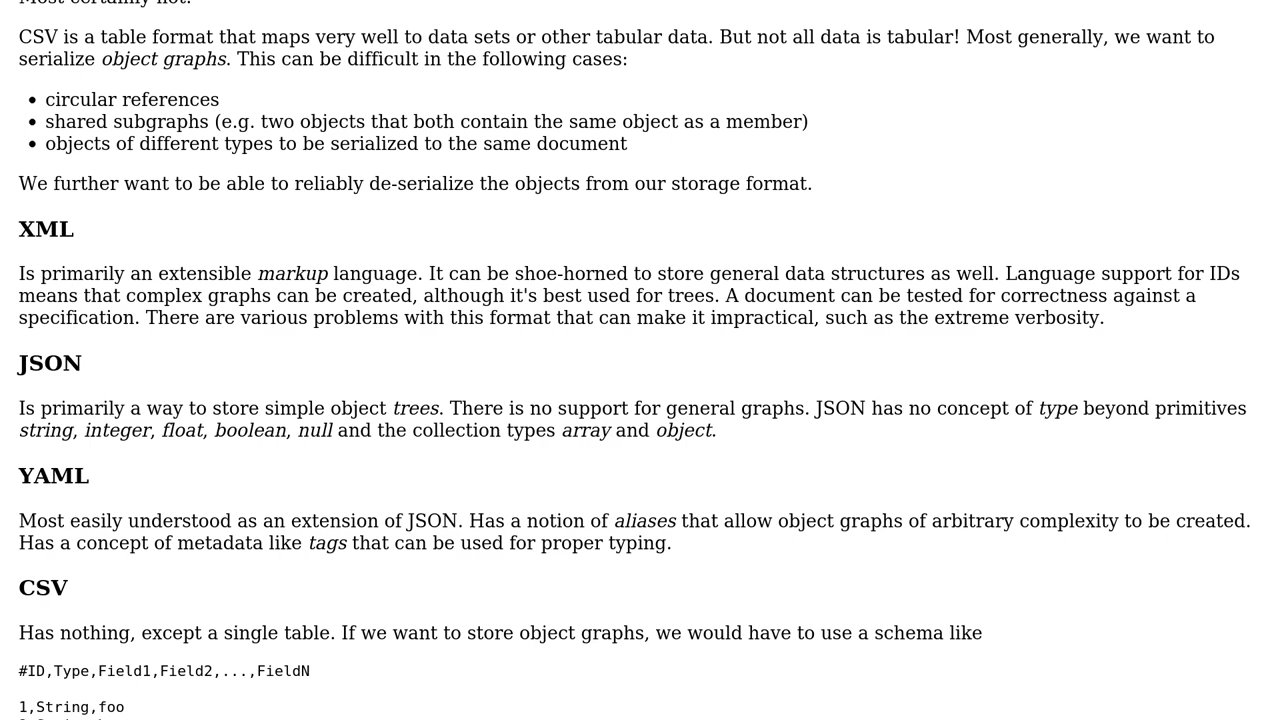 Most certainly not.
CSV is a table format that maps very well to data sets or other tabular data. But not all data is tabular! Most generally, we want to
serialize object graphs. This can be difficult in the following cases:
• circular references
• shared subgraphs (e.g. two objects that both contain the same object as a member)
• objects of different types to be serialized to the same document
We further want to be able to reliably de-serialize the objects from our storage format.
XML
Is primarily an extensible markup language. It can be shoe-horned to store general data structures as well. Language support for IDs
means that complex graphs can be created, although it's best used for trees. A document can be tested for correctness against a
specification. There are various problems with this format that can make it impractical, such as the extreme verbosity.
JSON
Is primarily a way to store simple object trees. There is no support for general graphs. JSON has no concept of type beyond primitives
string, integer, float, boolean, null and the collection types array and object.
YAML
Most easily understood as an extension of JSON. Has a notion of aliases that allow object graphs of arbitrary complexity to be created.
Has a concept of metadata like tags that can be used for proper typing.
CSV
Has nothing, except a single table. If we want to store object graphs, we would have to use a schema like
#ID,Type,Field1,Field2,...,FieldN
1,String,foo